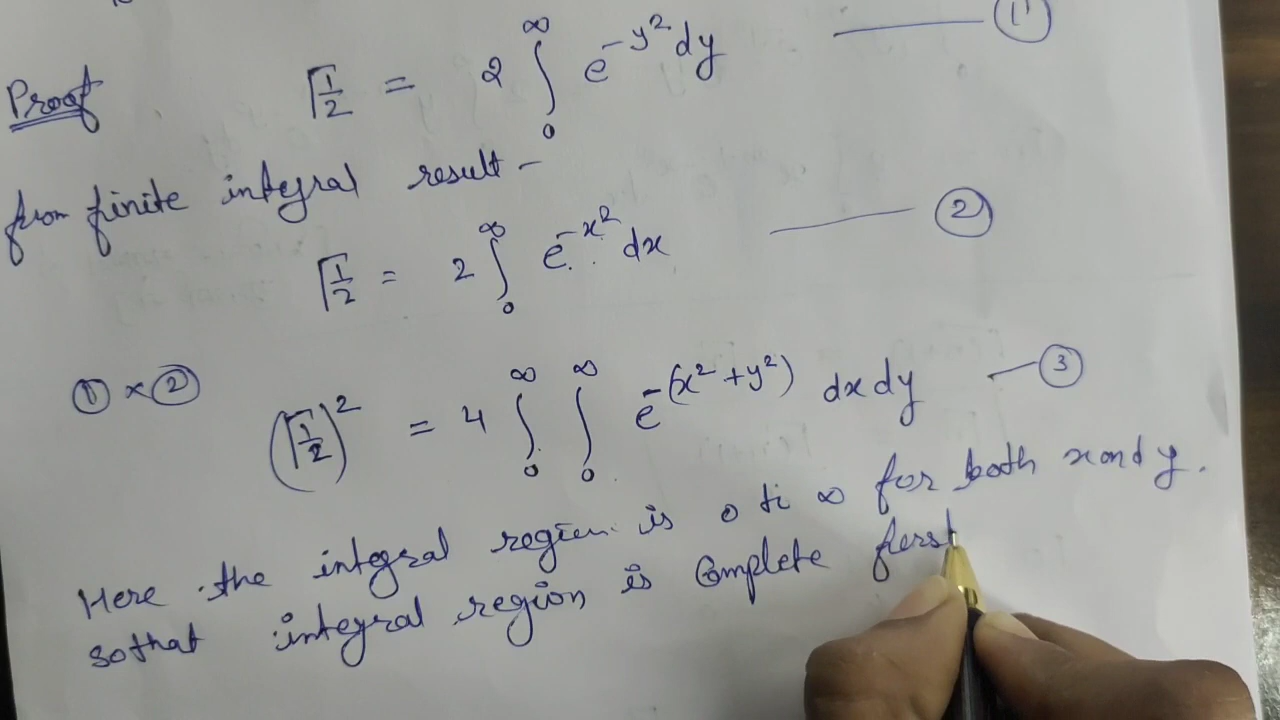 Proof Γ1/2 = 2 ∫₀^∞ e^{-y²} dy —— ①
from finite integral result -
Γ1/2 = 2 ∫₀^∞ e^{-x²} dx —— ②
① × ② (Γ1/2)² = 4 ∫₀^∞ ∫₀^∞ e^{-(x²+y²)} dx dy — ③
Here the integral region is 0 to ∞ for both x and y.
so that integral region is Complete first